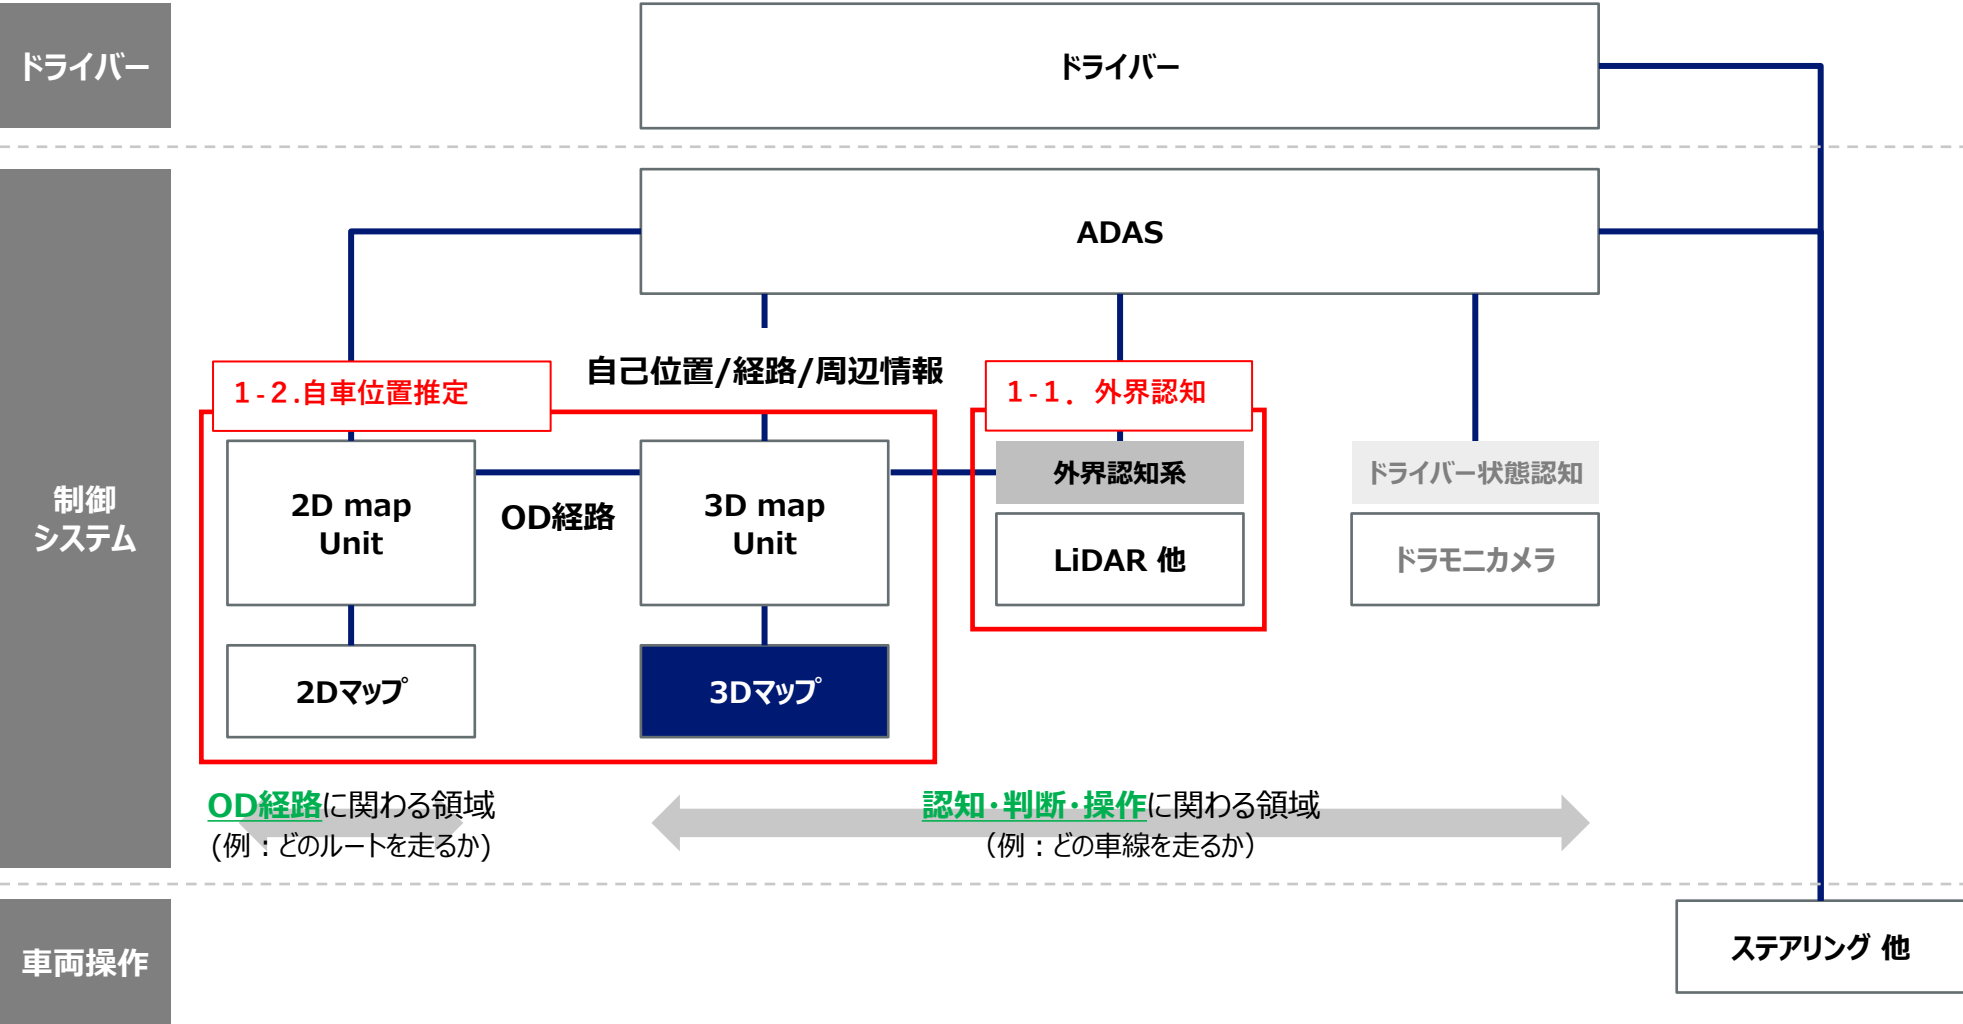 ドライバー
ドライバー
制御
システム
ADAS
自己位置/経路/周辺情報
1-2.自車位置推定
1-1．外界認知
2D map
Unit
OD経路
3D map
Unit
外界認知系
LiDAR 他
ドライバー状態認知
ドラモニカメラ
2Dマップ
3Dマップ
OD経路に関わる領域
(例：どのルートを走るか)
認知・判断・操作に関わる領域
（例：どの車線を走るか）
車両操作
ステアリング 他